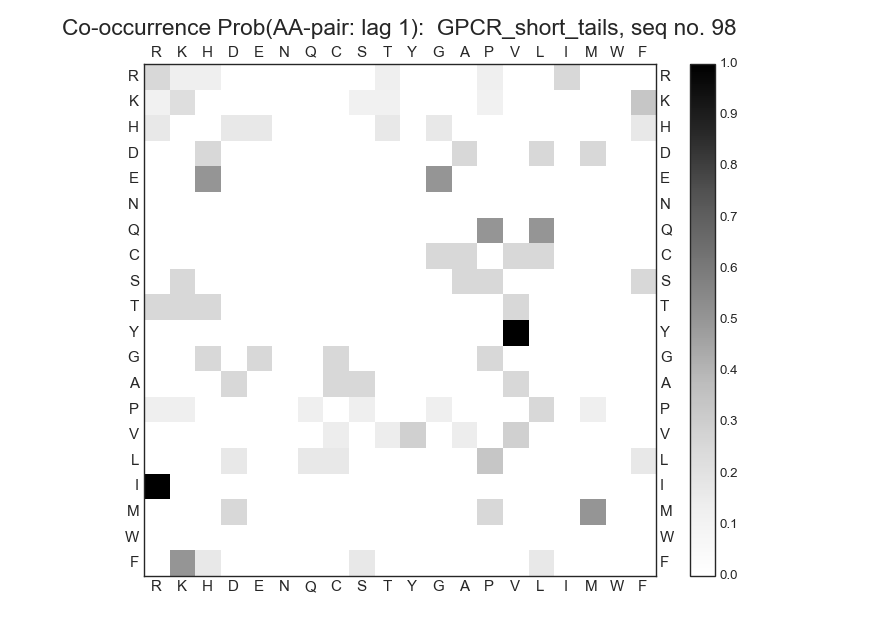 Co-occurrence Prob(AA-pair: lag 1):  GPCR_short_tails, seq no. 98
R K H D E N Q C S T Y G A P V L I M W F
R R 1.0
K K 0.9
H H
D D 0.8
E E
N N 0.7
Q Q
C C 0.6
S S
T T 0.5
Y Y
G G 0.4
A A
P P 0.3
V V
L L 0.2
I I
M M 0.1
W W
F F 0.0
R K H D E N Q C S T Y G A P V L I M W F